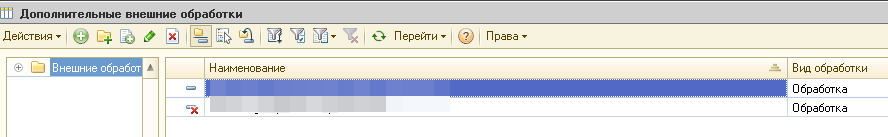 Дополнительные внешние обработки
Действия Перейти Права
Внешние обработ Наименование Вид обработки
Обработка
Обработка